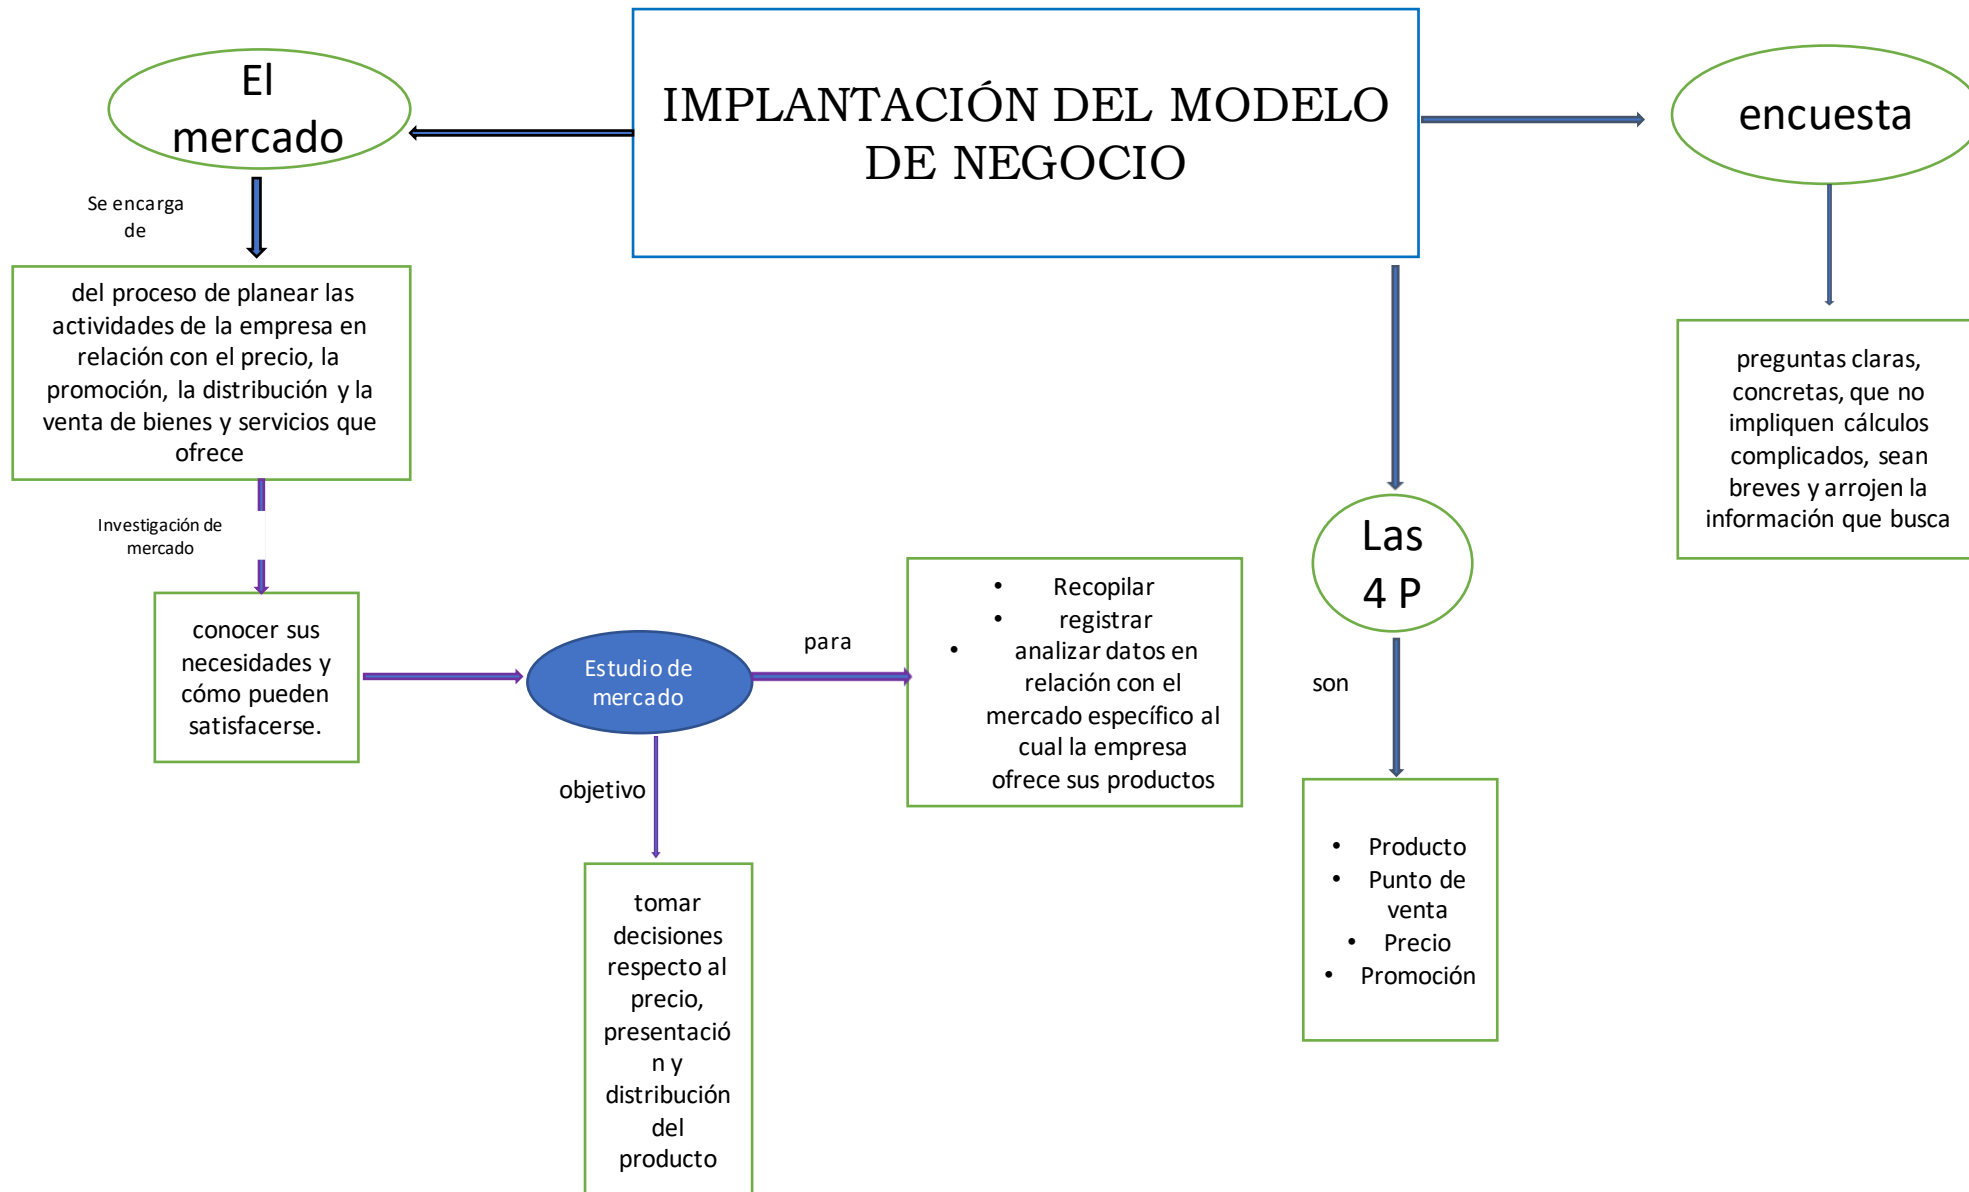 IMPLANTACIÓN DEL MODELO
DE NEGOCIO
El
mercado
Se encarga
de
del proceso de planear las
actividades de la empresa en
relación con el precio, la
promoción, la distribución y la
venta de bienes y servicios que
ofrece
Investigación de
mercado
conocer sus
necesidades y
cómo pueden
satisfacerse.
Estudio de
mercado
para
• Recopilar
• registrar
• analizar datos en
relación con el
mercado específico al
cual la empresa
ofrece sus productos
objetivo
tomar
decisiones
respecto al
precio,
presentació
n y
distribución
del
producto
Las
4 P
son
• Producto
• Punto de
venta
• Precio
• Promoción
encuesta
preguntas claras,
concretas, que no
impliquen cálculos
complicados, sean
breves y arrojen la
información que busca